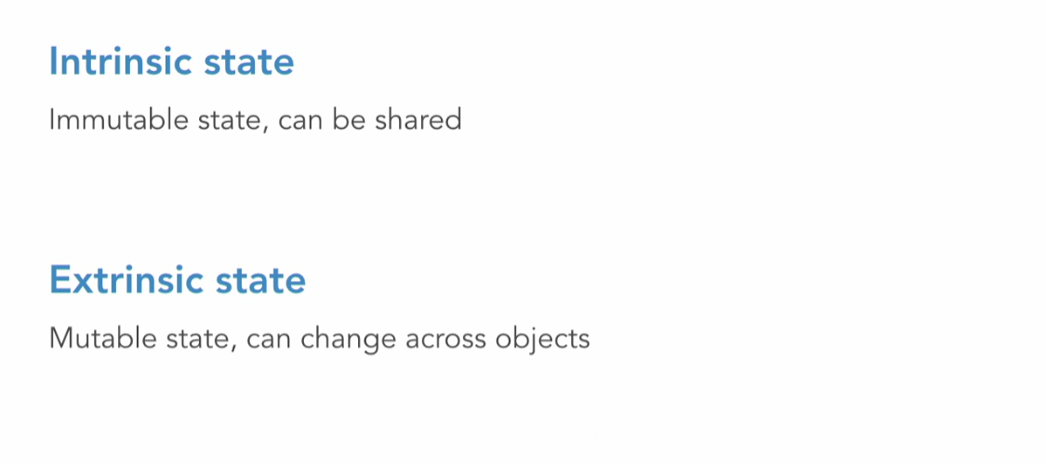 Intrinsic state
Immutable state, can be shared
Extrinsic state
Mutable state, can change across objects